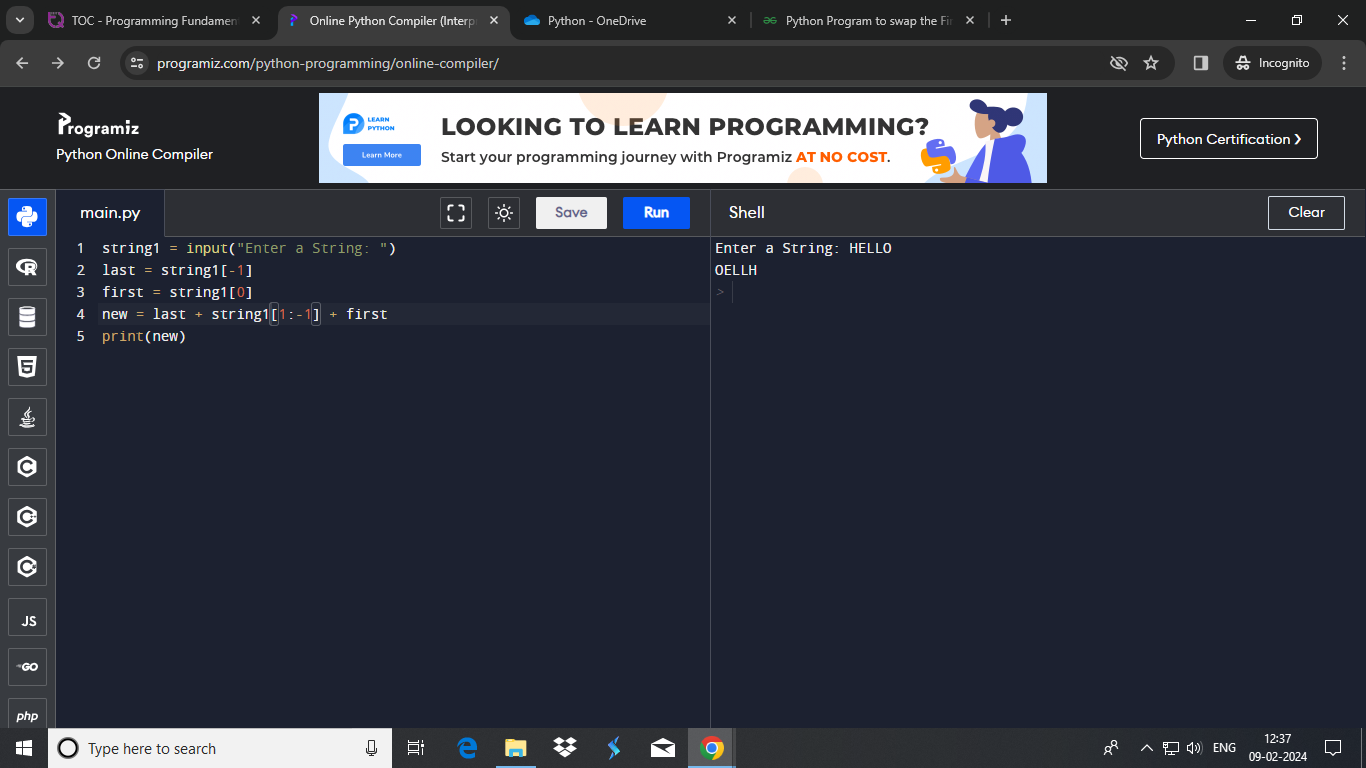 TOC - Programming Fundamen
Online Python Compiler (Interp
Python - OneDrive
Python Program to swap the Fi
programiz.com/python-programming/online-compiler/
Incognito
Programiz
Python Online Compiler
LEARN
PYTHON
Learn More
LOOKING TO LEARN PROGRAMMING?
Start your programming journey with Programiz AT NO COST.
Python Certification ❯
main.py
Save
Run
Shell
Clear
1 string1 = input("Enter a String: ")
2 last = string1[-1]
3 first = string1[0]
4 new = last + string1[1:-1] + first
5 print(new)
Enter a String: HELLO
OELLH
>
R
5
C
C
C
JS
GO
php
Type here to search
ENG
12:37
09-02-2024